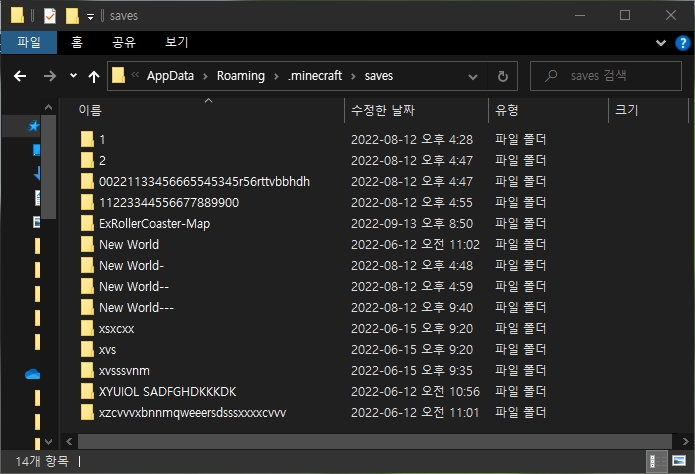 saves
파일 홈 공유 보기
AppData Roaming .minecraft saves saves 검색
이름 수정한 날짜 유형 크기
1 2022-08-12 오후 4:28 파일 폴더
2 2022-08-12 오후 4:47 파일 폴더
00221133456665545345r56rttvbbhdh 2022-08-12 오후 4:47 파일 폴더
11223344556677889900 2022-08-12 오후 4:55 파일 폴더
ExRollerCoaster-Map 2022-09-13 오후 8:50 파일 폴더
New World 2022-06-12 오전 11:02 파일 폴더
New World- 2022-08-12 오후 4:48 파일 폴더
New World-- 2022-08-12 오후 4:59 파일 폴더
New World--- 2022-08-12 오후 9:40 파일 폴더
xsxcxx 2022-06-15 오후 9:20 파일 폴더
xvs 2022-06-15 오후 9:20 파일 폴더
xvsssvnm 2022-06-15 오후 9:35 파일 폴더
XYUIOL SADFGHDKKKDK 2022-06-12 오전 10:56 파일 폴더
xzcvvvxbnnmqweeersdsssxxxxcvvv 2022-06-12 오전 11:01 파일 폴더
14개 항목